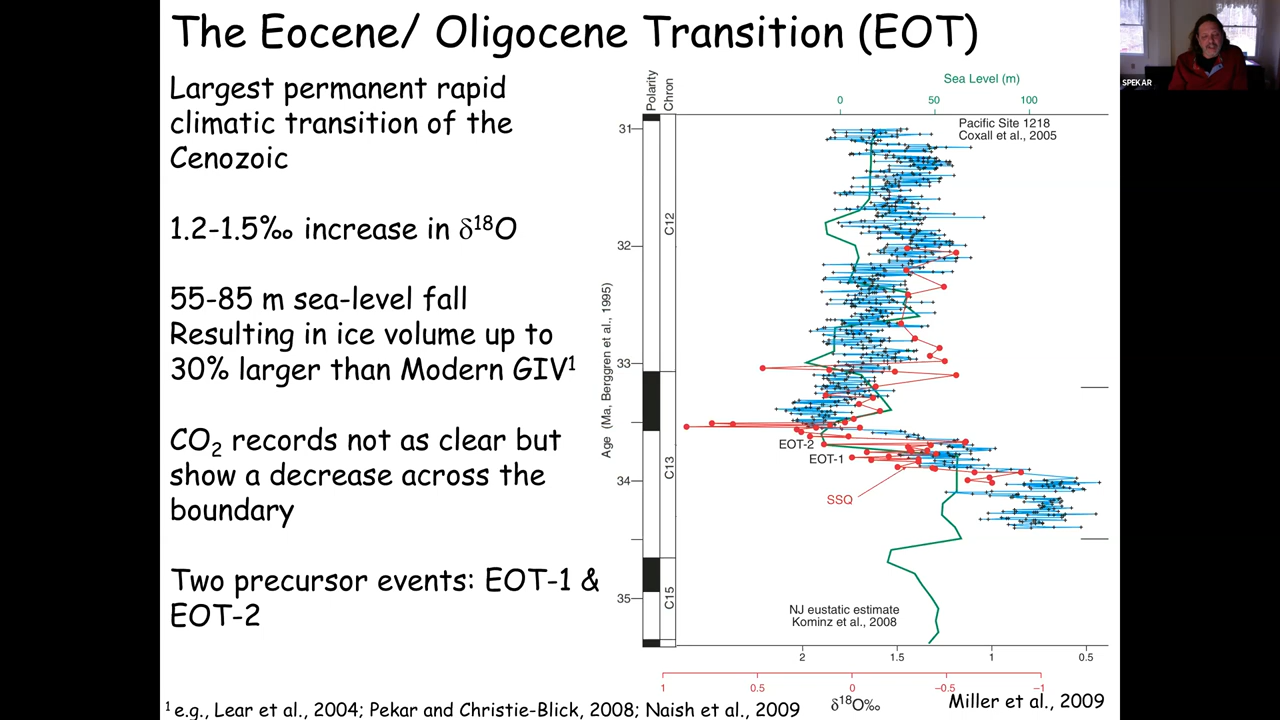 The Eocene/ Oligocene Transition (EOT)
SPEKAR
Largest permanent rapid
climatic transition of the
Cenozoic
1.2-1.5‰ increase in δ¹⁸O
55-85 m sea-level fall
Resulting in ice volume up to
30% larger than Modern GIV¹
CO₂ records not as clear but
show a decrease across the
boundary
Two precursor events: EOT-1 &
EOT-2
Polarity
Chron
Sea Level (m)
0 50 100
Pacific Site 1218
Coxall et al., 2005
Age (Ma, Berggren et al., 1995)
31
32
33
34
35
C12
C13
C15
EOT-2
EOT-1
SSQ
NJ eustatic estimate
Kominz et al., 2008
2 1.5 1 0.5
1 0.5 0 −0.5 −1
δ¹⁸O‰
Miller et al., 2009
¹ e.g., Lear et al., 2004; Pekar and Christie-Blick, 2008; Naish et al., 2009